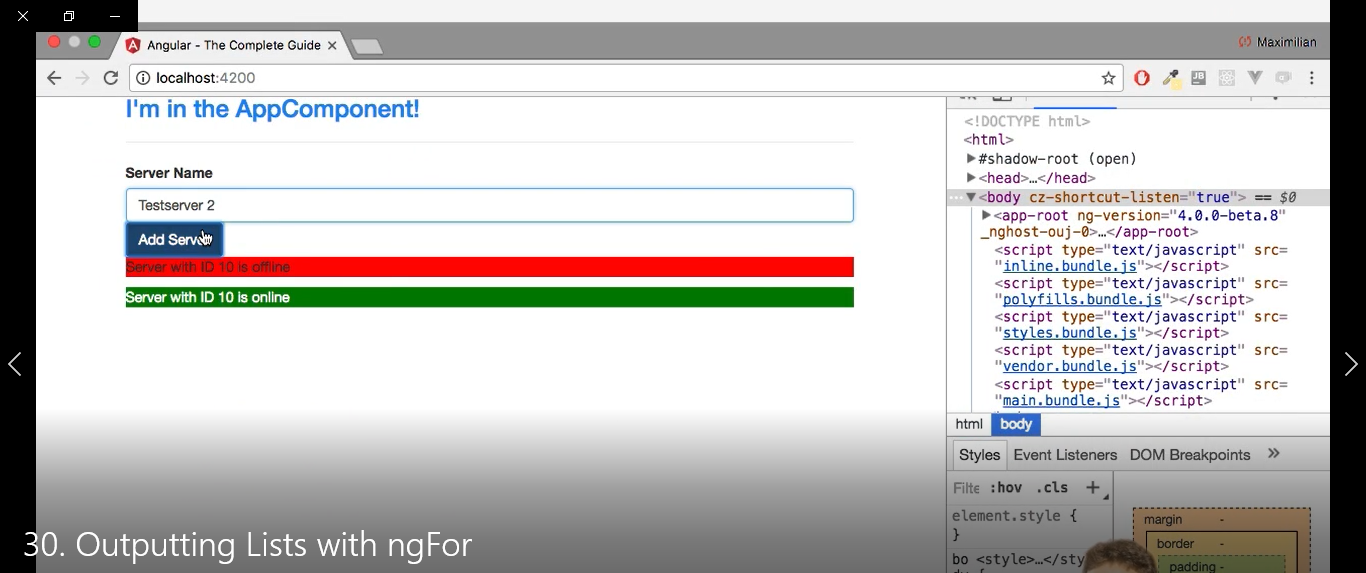 Angular - The Complete Guide
Maximilian
localhost:4200
I'm in the AppComponent!
Server Name
Testserver 2
Add Server
Server with ID 10 is offline
Server with ID 10 is online
<!DOCTYPE html>
<html>
#shadow-root (open)
<head>…</head>
<body cz-shortcut-listen="true"> == $0
<app-root ng-version="4.0.0-beta.8"
_nghost-ouj-0>…</app-root>
<script type="text/javascript" src=
"inline.bundle.js"></script>
<script type="text/javascript" src=
"polyfills.bundle.js"></script>
<script type="text/javascript" src=
"styles.bundle.js"></script>
<script type="text/javascript" src=
"vendor.bundle.js"></script>
<script type="text/javascript" src=
"main.bundle.js"></script>
html body
Styles Event Listeners DOM Breakpoints »
Filte :hov .cls +
element.style {
}
bo <style>…</sty
margin -
border -
padding -
30. Outputting Lists with ngFor